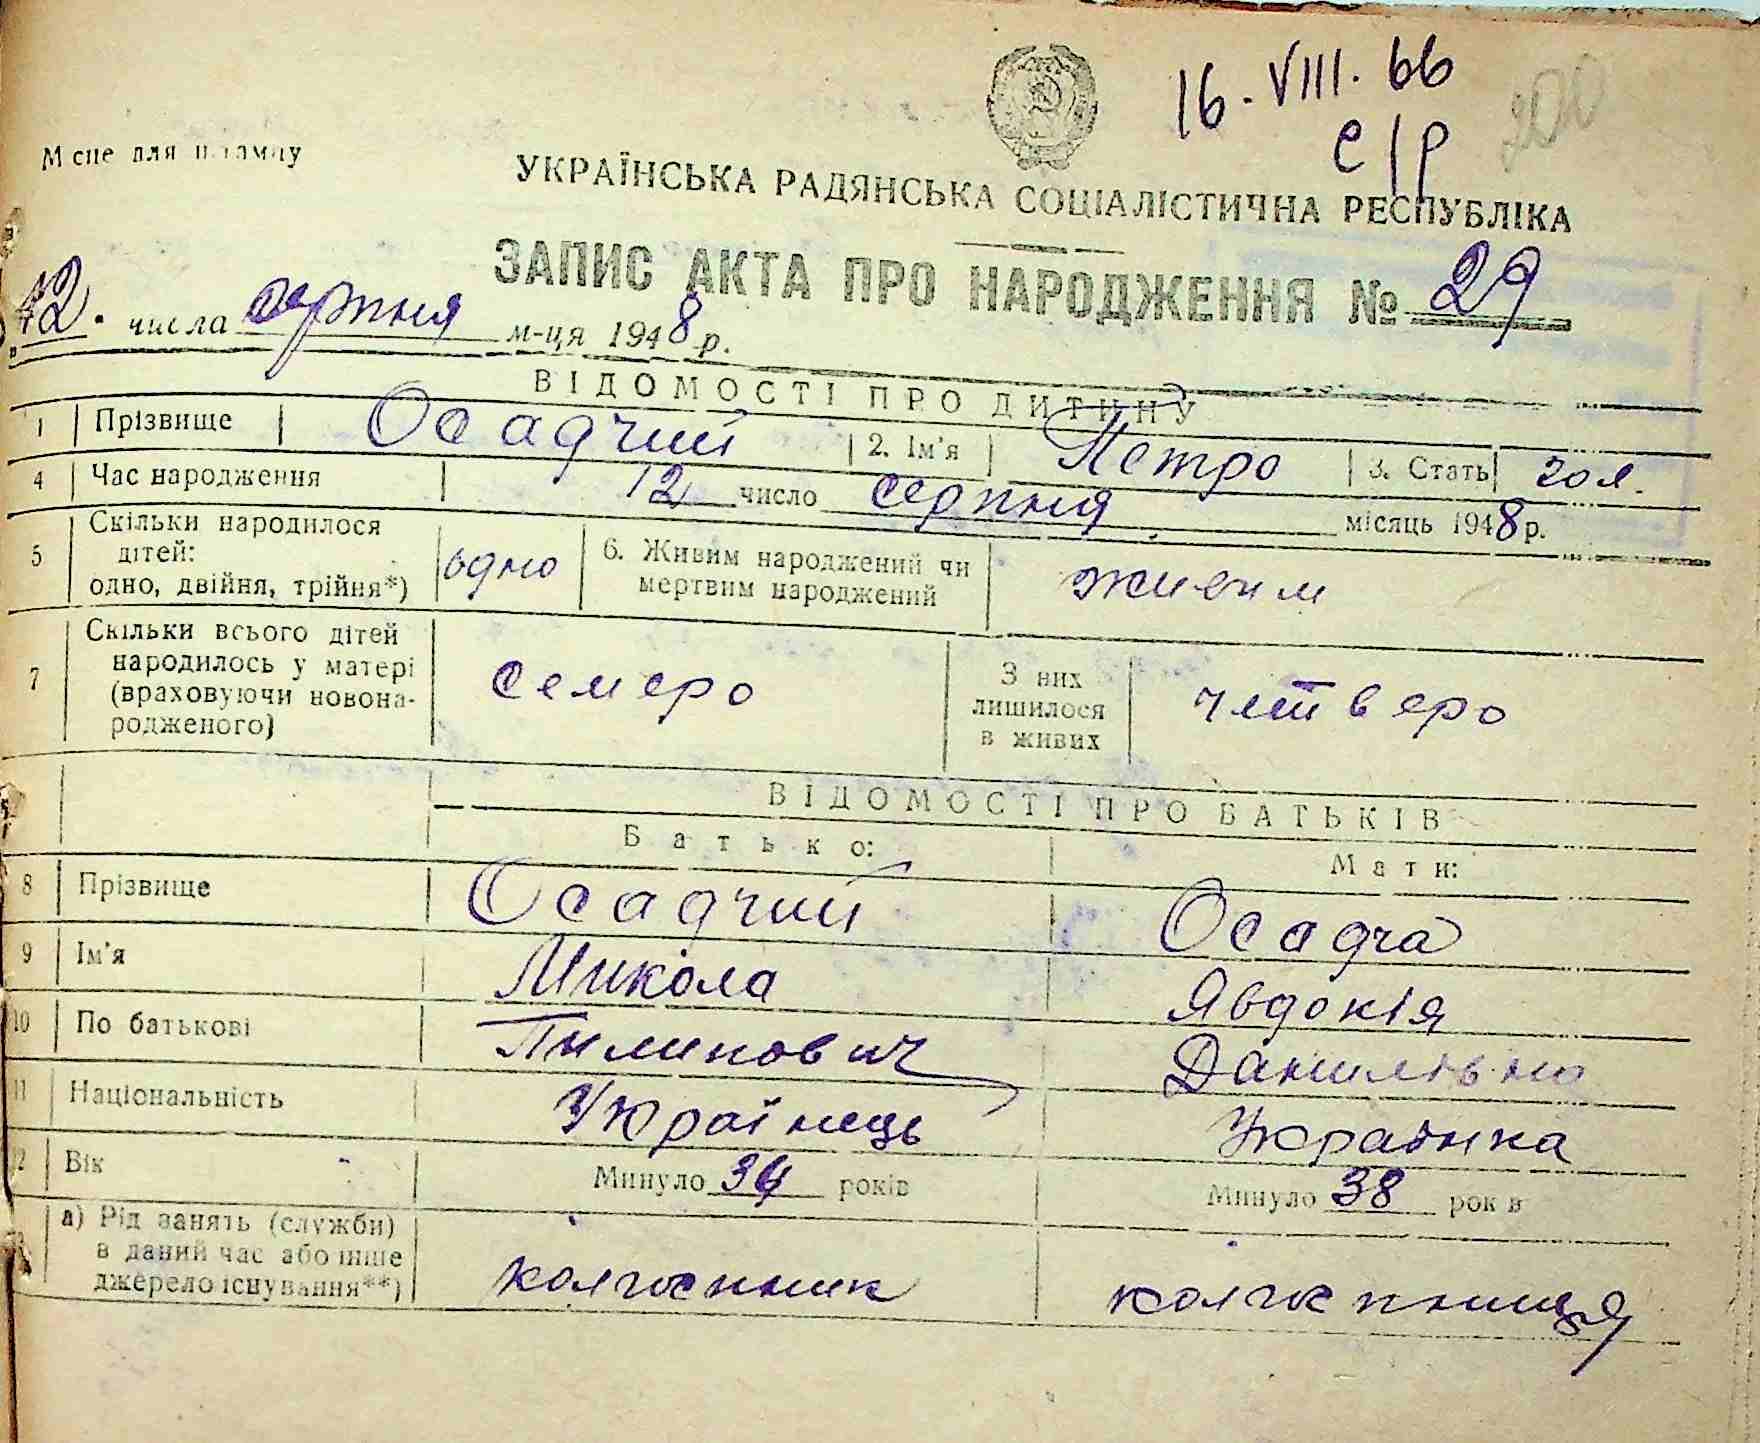 16. VIII. 66
с/р
Місце для штампу
УКРАЇНСЬКА РАДЯНСЬКА СОЦІАЛІСТИЧНА РЕСПУБЛІКА
ЗАПИС АКТА ПРО НАРОДЖЕННЯ № 29
12. числа серпня м-ця 1948 р.
ВІДОМОСТІ ПРО ДИТИНУ
1 Прізвище Осадчий 2. Ім'я Петро 3. Стать чол.
4 Час народження 12 число серпня місяць 1948 р.
5 Скільки народилося дітей: одно, двійня, трійня*) одно 6. Живим народжений чи мертвим народжений живим
7 Скільки всього дітей народилось у матері (враховуючи новонародженого) семеро З них лишилося в живих четверо
ВІДОМОСТІ ПРО БАТЬКІВ
Батько: Мати:
8 Прізвище Осадчий Осадча
9 Ім'я Микола Явдокія
10 По батькові Пилипович Данилівна
11 Національність Українець Українка
12 Вік Минуло років Минуло 38 років
а) Рід занять (служби) в даний час або інше джерело існування**) колгоспник колгоспниця